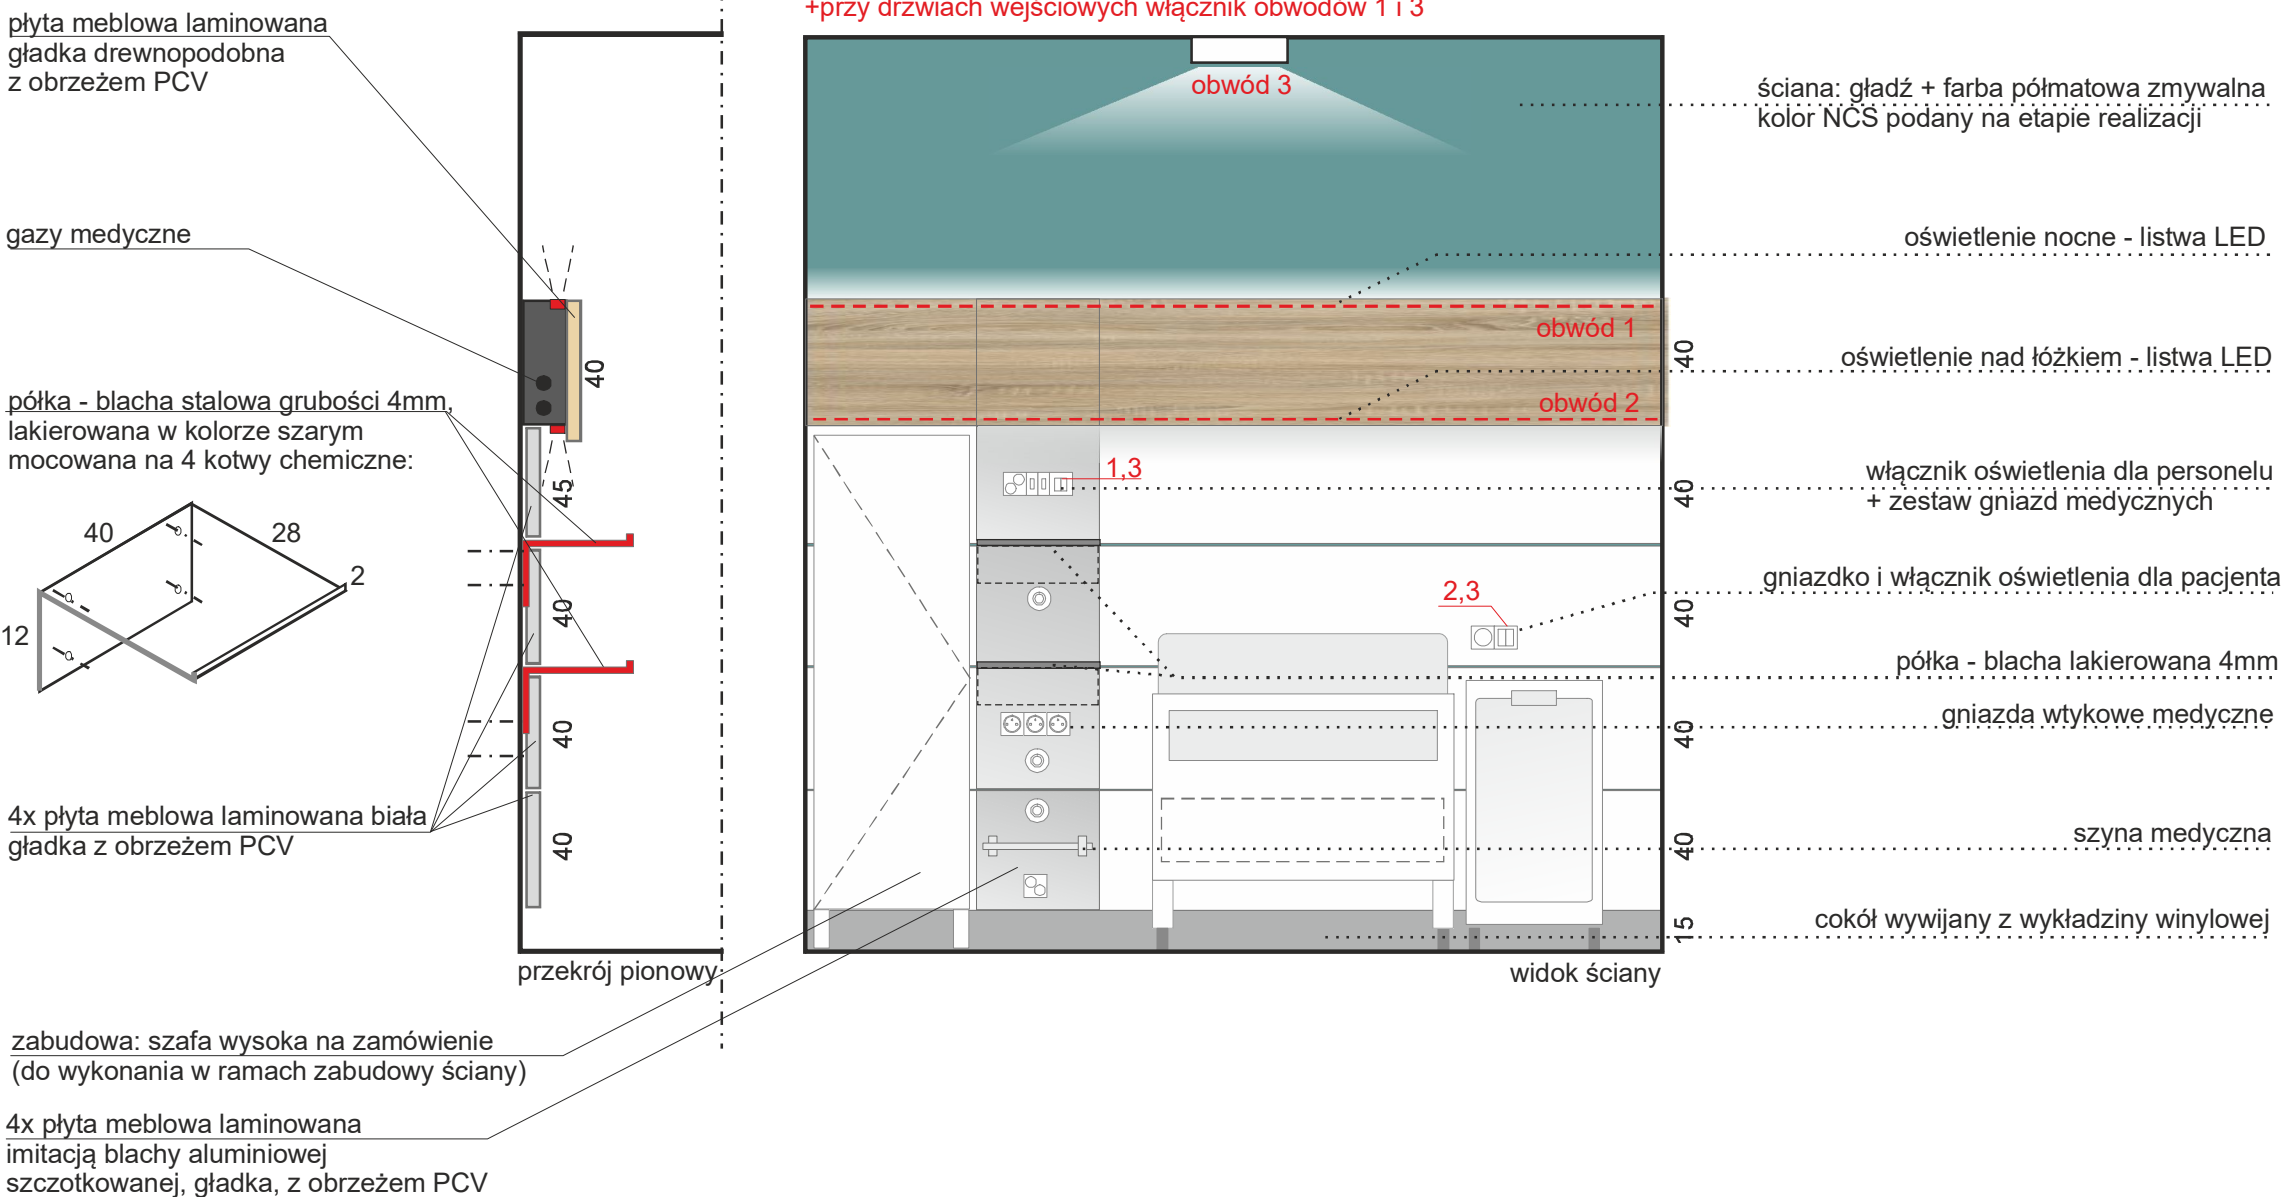 +przy drzwiach wejściowych włącznik obwodów 1 i 3
płyta meblowa laminowana
gładka drewnopodobna
z obrzeżem PCV
gazy medyczne
półka - blacha stalowa grubości 4mm,
lakierowana w kolorze szarym
mocowana na 4 kotwy chemiczne:
40
28
2
12
4x płyta meblowa laminowana biała
gładka z obrzeżem PCV
40
45
40
40
40
przekrój pionowy
zabudowa: szafa wysoka na zamówienie
(do wykonania w ramach zabudowy ściany)
4x płyta meblowa laminowana
imitacją blachy aluminiowej
szczotkowanej, gładka, z obrzeżem PCV
obwód 3
obwód 1
obwód 2
1,3
2,3
40
40
40
40
40
15
widok ściany
ściana: gładź + farba półmatowa zmywalna
kolor NCS podany na etapie realizacji
oświetlenie nocne - listwa LED
oświetlenie nad łóżkiem - listwa LED
włącznik oświetlenia dla personelu
+ zestaw gniazd medycznych
gniazdko i włącznik oświetlenia dla pacjenta
półka - blacha lakierowana 4mm
gniazda wtykowe medyczne
szyna medyczna
cokół wywijany z wykładziny winylowej